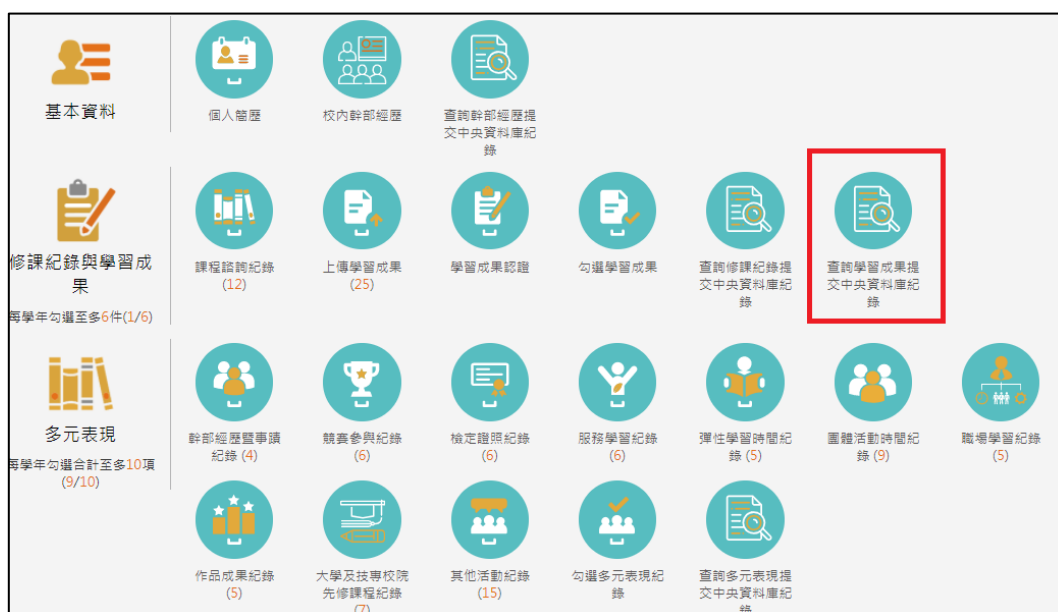 基本資料
個人簡歷
校內幹部經歷
查詢幹部經歷提
交中央資料庫紀
錄
修課紀錄與學習成
果
每學年勾選至多6件(1/6)
課程諮詢紀錄
(12)
上傳學習成果
(25)
學習成果認證
勾選學習成果
查詢修課紀錄提
交中央資料庫紀
錄
查詢學習成果提
交中央資料庫紀
錄
多元表現
每學年勾選合計至多10項
(9/10)
幹部經歷暨事蹟
紀錄 (4)
競賽參與紀錄
(6)
檢定證照紀錄
(6)
服務學習紀錄
(6)
彈性學習時間紀
錄 (5)
團體活動時間紀
錄 (9)
職場學習紀錄
(5)
作品成果紀錄
(5)
大學及技專校院
先修課程紀錄
(7)
其他活動紀錄
(15)
勾選多元表現紀
錄
查詢多元表現提
交中央資料庫紀
錄